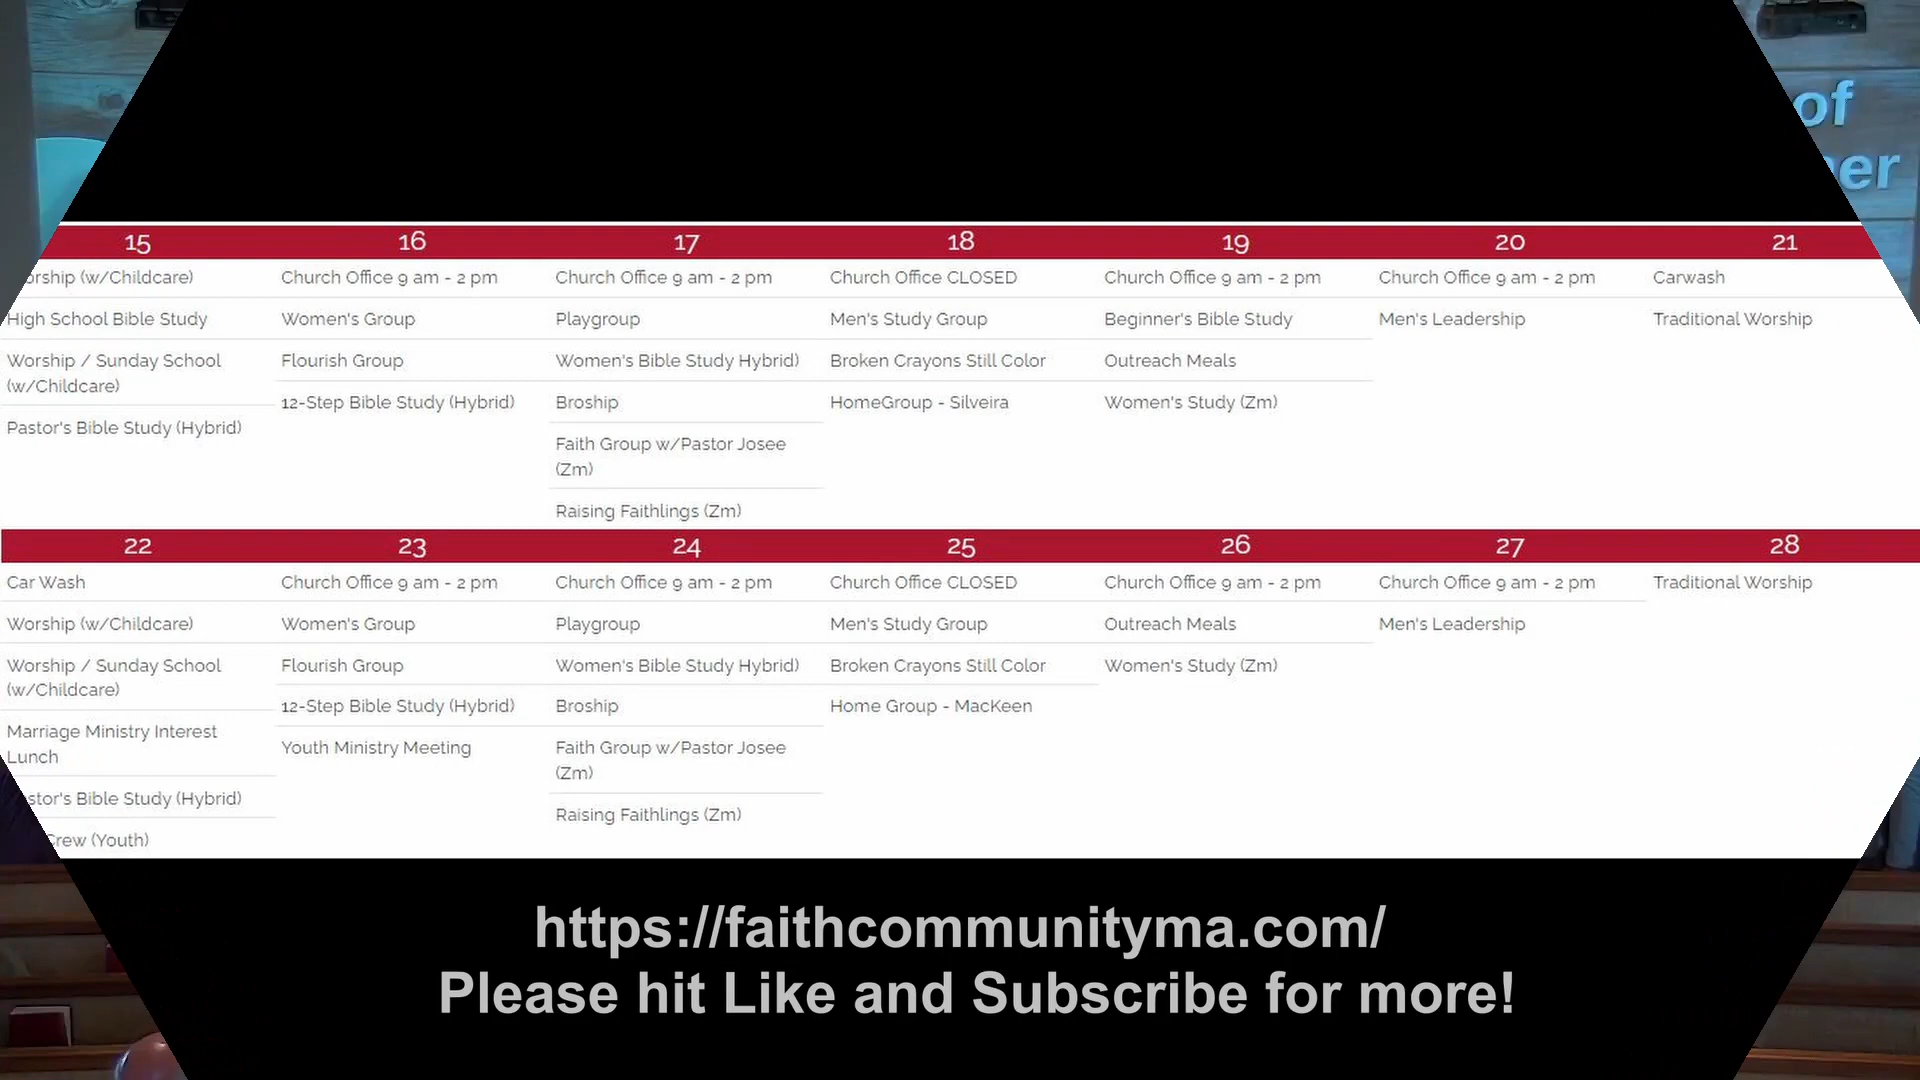 of
er
15 16 17 18 19 20 21
orship (w/Childcare)
High School Bible Study
Worship / Sunday School
(w/Childcare)
Pastor's Bible Study (Hybrid)
Church Office 9 am - 2 pm
Women's Group
Flourish Group
12-Step Bible Study (Hybrid)
Church Office 9 am - 2 pm
Playgroup
Women's Bible Study Hybrid)
Broship
Faith Group w/Pastor Josee
(Zm)
Raising Faithlings (Zm)
Church Office CLOSED
Men's Study Group
Broken Crayons Still Color
HomeGroup - Silveira
Church Office 9 am - 2 pm
Beginner's Bible Study
Outreach Meals
Women's Study (Zm)
Church Office 9 am - 2 pm
Men's Leadership
Carwash
Traditional Worship
22 23 24 25 26 27 28
Car Wash
Worship (w/Childcare)
Worship / Sunday School
(w/Childcare)
Marriage Ministry Interest
Lunch
stor's Bible Study (Hybrid)
Crew (Youth)
Church Office 9 am - 2 pm
Women's Group
Flourish Group
12-Step Bible Study (Hybrid)
Youth Ministry Meeting
Church Office 9 am - 2 pm
Playgroup
Women's Bible Study Hybrid)
Broship
Faith Group w/Pastor Josee
(Zm)
Raising Faithlings (Zm)
Church Office CLOSED
Men's Study Group
Broken Crayons Still Color
Home Group - MacKeen
Church Office 9 am - 2 pm
Outreach Meals
Women's Study (Zm)
Church Office 9 am - 2 pm
Men's Leadership
Traditional Worship
https://faithcommunityma.com/
Please hit Like and Subscribe for more!